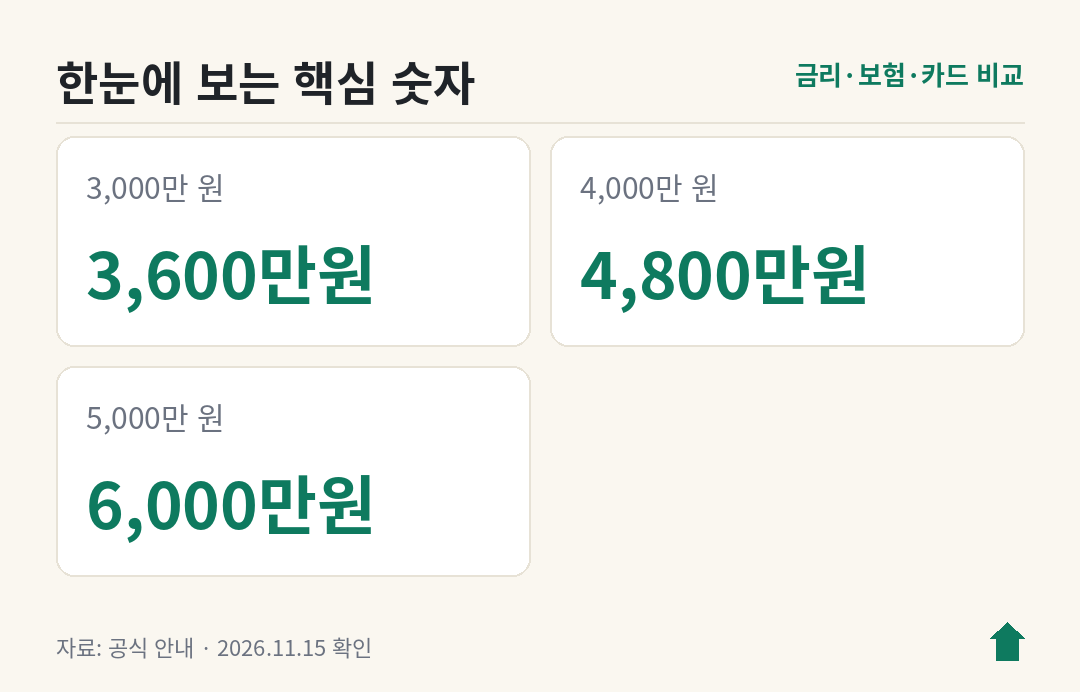 한눈에 보는 핵심 숫자
금리·보험·카드 비교
3,000만 원
3,600만원
4,000만 원
4,800만원
5,000만 원
6,000만원
자료: 공식 안내 · 2026.11.15 확인